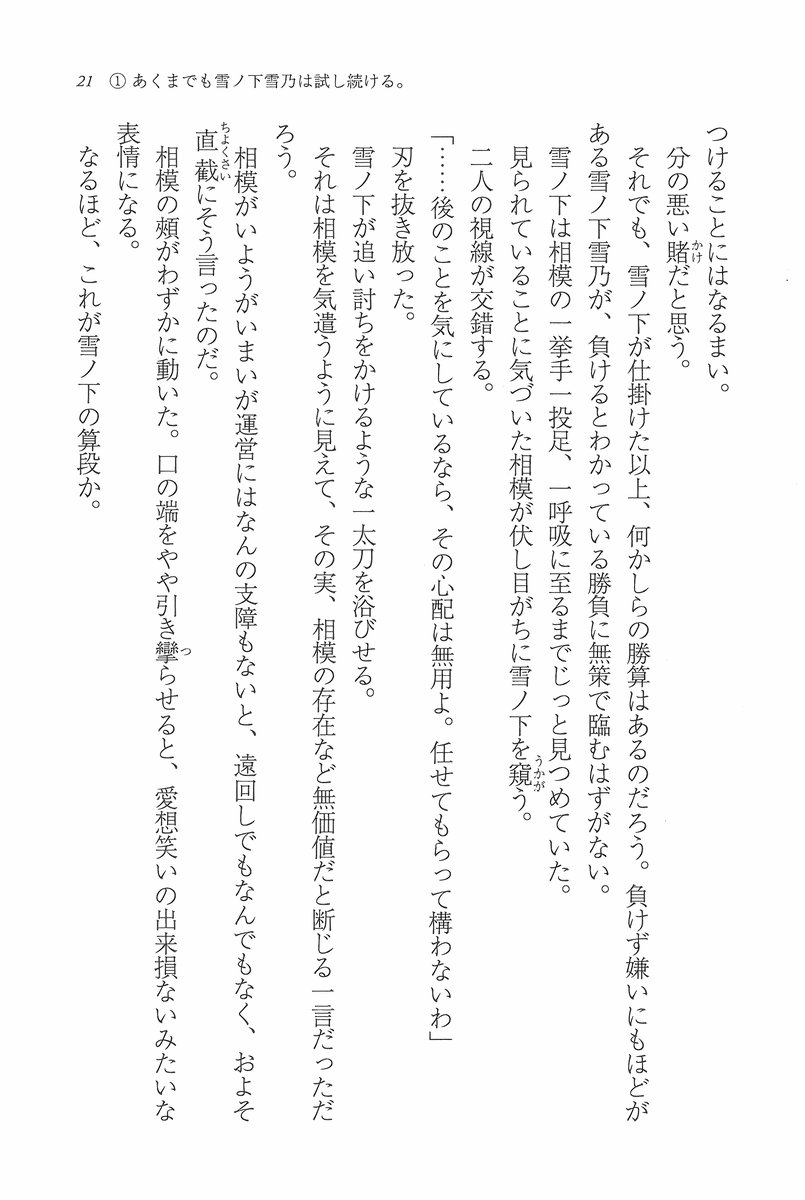 21 ① あくまでも雪ノ下雪乃は試し続ける。
つけることにはなるまい。
分の悪い賭だと思う。
それでも、雪ノ下が仕掛けた以上、何かしらの勝算はあるのだろう。負けず嫌いにもほどが
ある雪ノ下雪乃が、負けるとわかっている勝負に無策で臨むはずがない。
雪ノ下は相模の一挙手一投足、一呼吸に至るまでじっと見つめていた。
見られていることに気づいた相模が伏し目がちに雪ノ下を窺う。
二人の視線が交錯する。
「……後のことを気にしているなら、その心配は無用よ。任せてもらって構わないわ」
刃を抜き放った。
雪ノ下が追い討ちをかけるような一太刀を浴びせる。
それは相模を気遣うように見えて、その実、相模の存在など無価値だと断じる一言だっただ
ろう。
相模がいようがいまいが運営にはなんの支障もないと、遠回しでもなんでもなく、およそ
直截にそう言ったのだ。
相模の頬がわずかに動いた。口の端をやや引き攣らせると、愛想笑いの出来損ないみたいな
表情になる。
なるほど、これが雪ノ下の算段か。
かけ
うかが
ちょくさい
つ